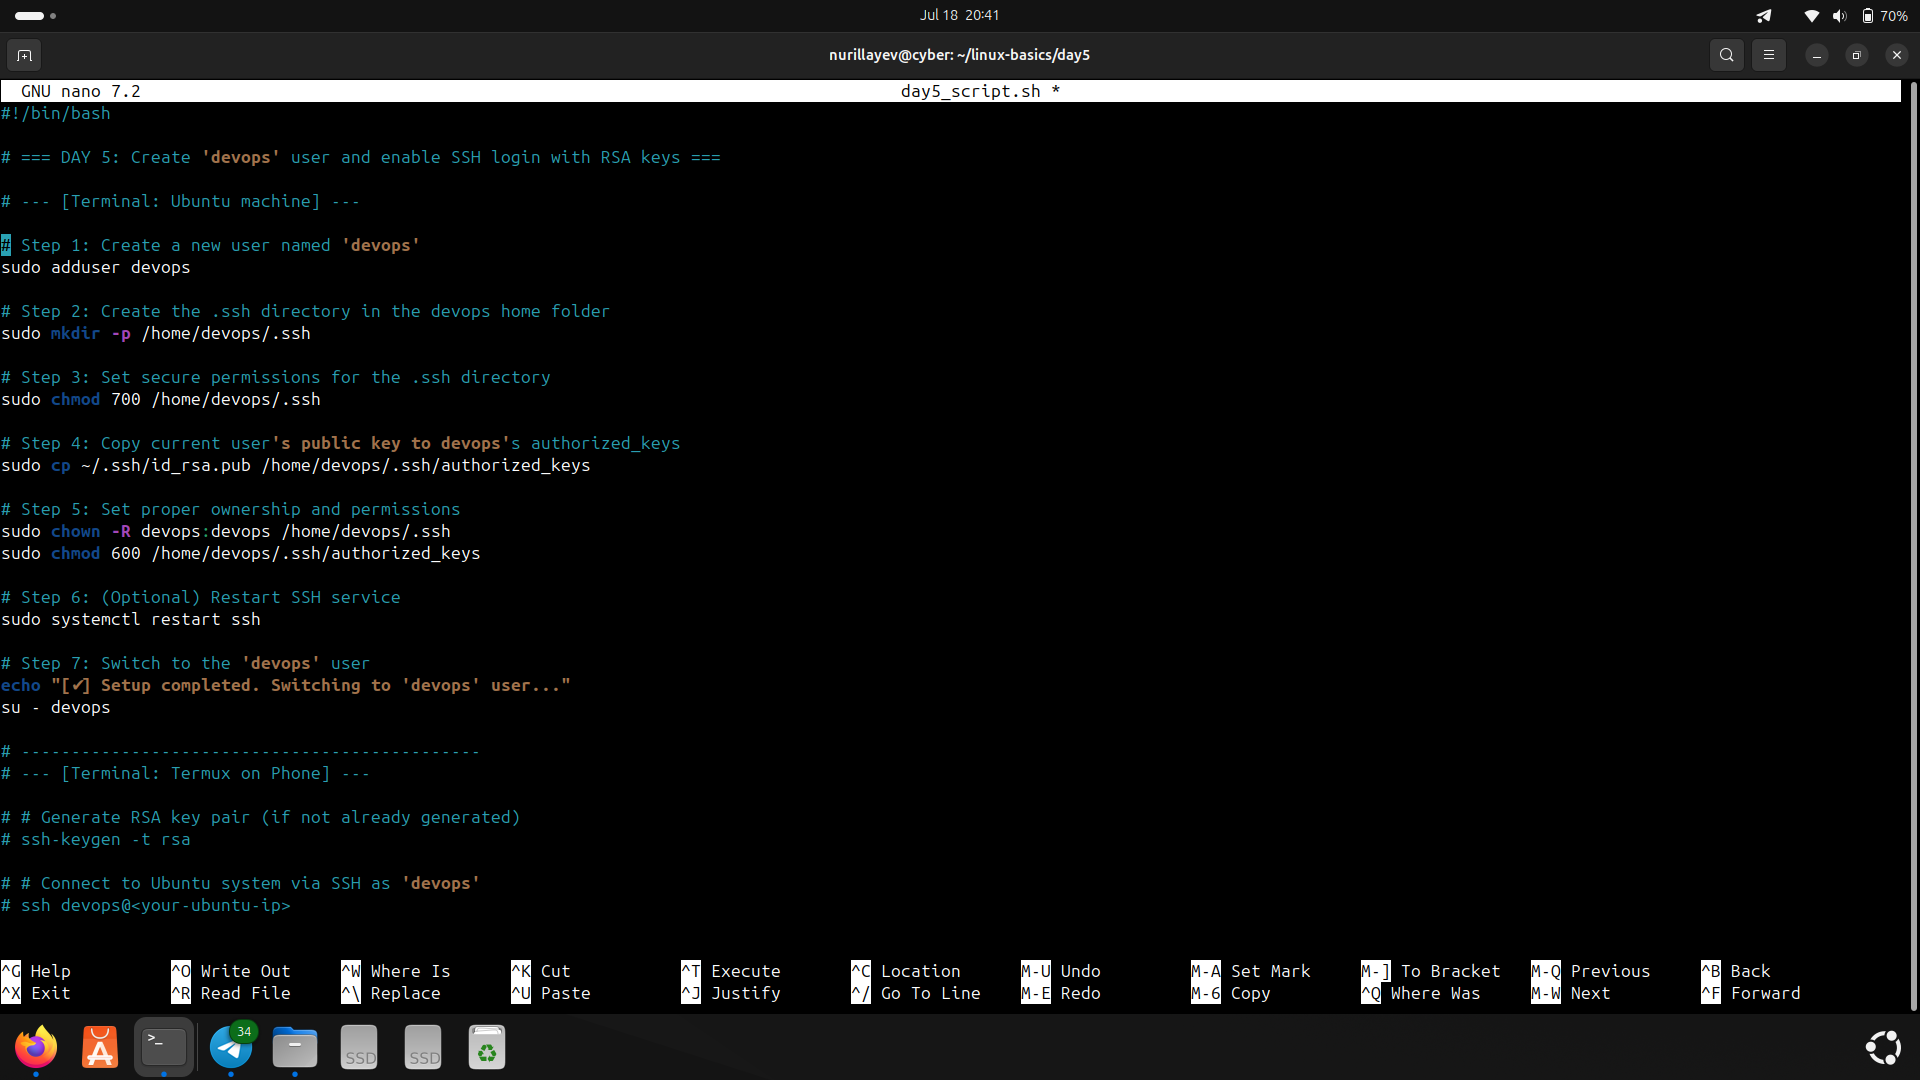 Jul 18 20:41
70%
nurillayev@cyber: ~/linux-basics/day5
GNU nano 7.2 day5_script.sh *
#!/bin/bash
# === DAY 5: Create 'devops' user and enable SSH login with RSA keys ===
# --- [Terminal: Ubuntu machine] ---
# Step 1: Create a new user named 'devops'
sudo adduser devops
# Step 2: Create the .ssh directory in the devops home folder
sudo mkdir -p /home/devops/.ssh
# Step 3: Set secure permissions for the .ssh directory
sudo chmod 700 /home/devops/.ssh
# Step 4: Copy current user's public key to devops's authorized_keys
sudo cp ~/.ssh/id_rsa.pub /home/devops/.ssh/authorized_keys
# Step 5: Set proper ownership and permissions
sudo chown -R devops:devops /home/devops/.ssh
sudo chmod 600 /home/devops/.ssh/authorized_keys
# Step 6: (Optional) Restart SSH service
sudo systemctl restart ssh
# Step 7: Switch to the 'devops' user
echo "[✔] Setup completed. Switching to 'devops' user..."
su - devops
# ----------------------------------------------
# --- [Terminal: Termux on Phone] ---
# # Generate RSA key pair (if not already generated)
# ssh-keygen -t rsa
# # Connect to Ubuntu system via SSH as 'devops'
# ssh devops@<your-ubuntu-ip>
^G Help ^O Write Out ^W Where Is ^K Cut ^T Execute ^C Location M-U Undo M-A Set Mark M-] To Bracket M-Q Previous ^B Back
^X Exit ^R Read File ^\ Replace ^U Paste ^J Justify ^/ Go To Line M-E Redo M-6 Copy ^Q Where Was M-W Next ^F Forward
34
SSD SSD